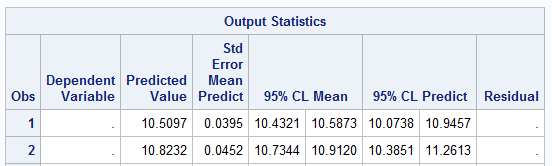 Output Statistics
Obs Dependent Variable Predicted Value Std Error Mean Predict 95% CL Mean 95% CL Predict Residual
1 . 10.5097 0.0395 10.4321 10.5873 10.0738 10.9457 .
2 . 10.8232 0.0452 10.7344 10.9120 10.3851 11.2613 .